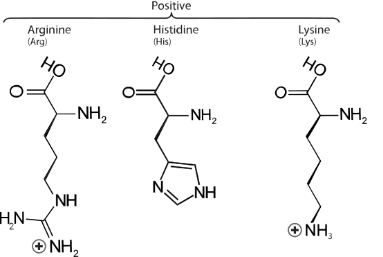 Positive
Arginine Histidine Lysine
(Arg) (His) (Lys)
HO HO HO
O NH₂ O NH₂ O NH₂
NH N NH
H₂N NH₂ NH₃
⊕ ⊕